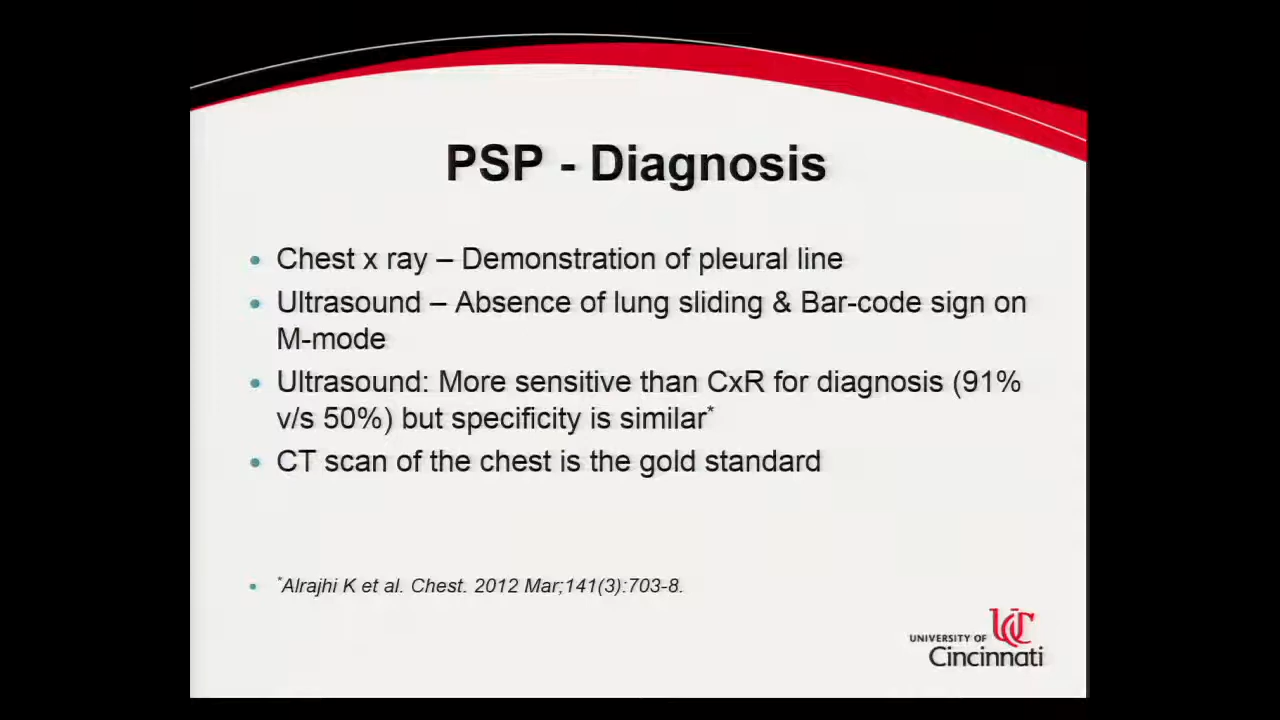 PSP - Diagnosis
• Chest x ray – Demonstration of pleural line
• Ultrasound – Absence of lung sliding & Bar-code sign on
M-mode
• Ultrasound: More sensitive than CxR for diagnosis (91%
v/s 50%) but specificity is similar*
• CT scan of the chest is the gold standard
• *Alrajhi K et al. Chest. 2012 Mar;141(3):703-8.
UC
UNIVERSITY OF
Cincinnati